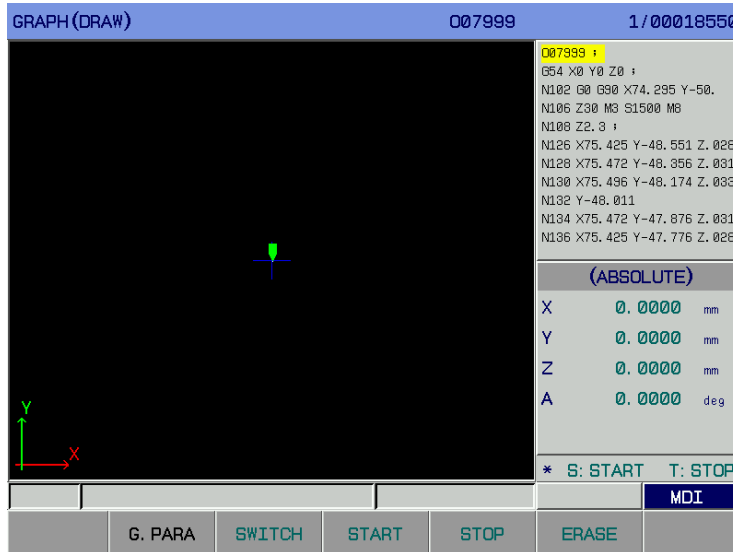 GRAPH(DRAW) O07999 1/00018550
O07999 ;
G54 X0 Y0 Z0 ;
N102 G0 G90 X74.295 Y-50.
N106 Z30 M3 S1500 M8
N108 Z2.3 ;
N126 X75.425 Y-48.551 Z.028
N128 X75.472 Y-48.356 Z.031
N130 X75.496 Y-48.174 Z.033
N132 Y-48.011
N134 X75.472 Y-47.876 Z.031
N136 X75.425 Y-47.776 Z.028
(ABSOLUTE)
X 0.0000 mm
Y 0.0000 mm
Z 0.0000 mm
A 0.0000 deg
Y
X
* S:START T:STOP
MDI
G.PARA SWITCH START STOP ERASE